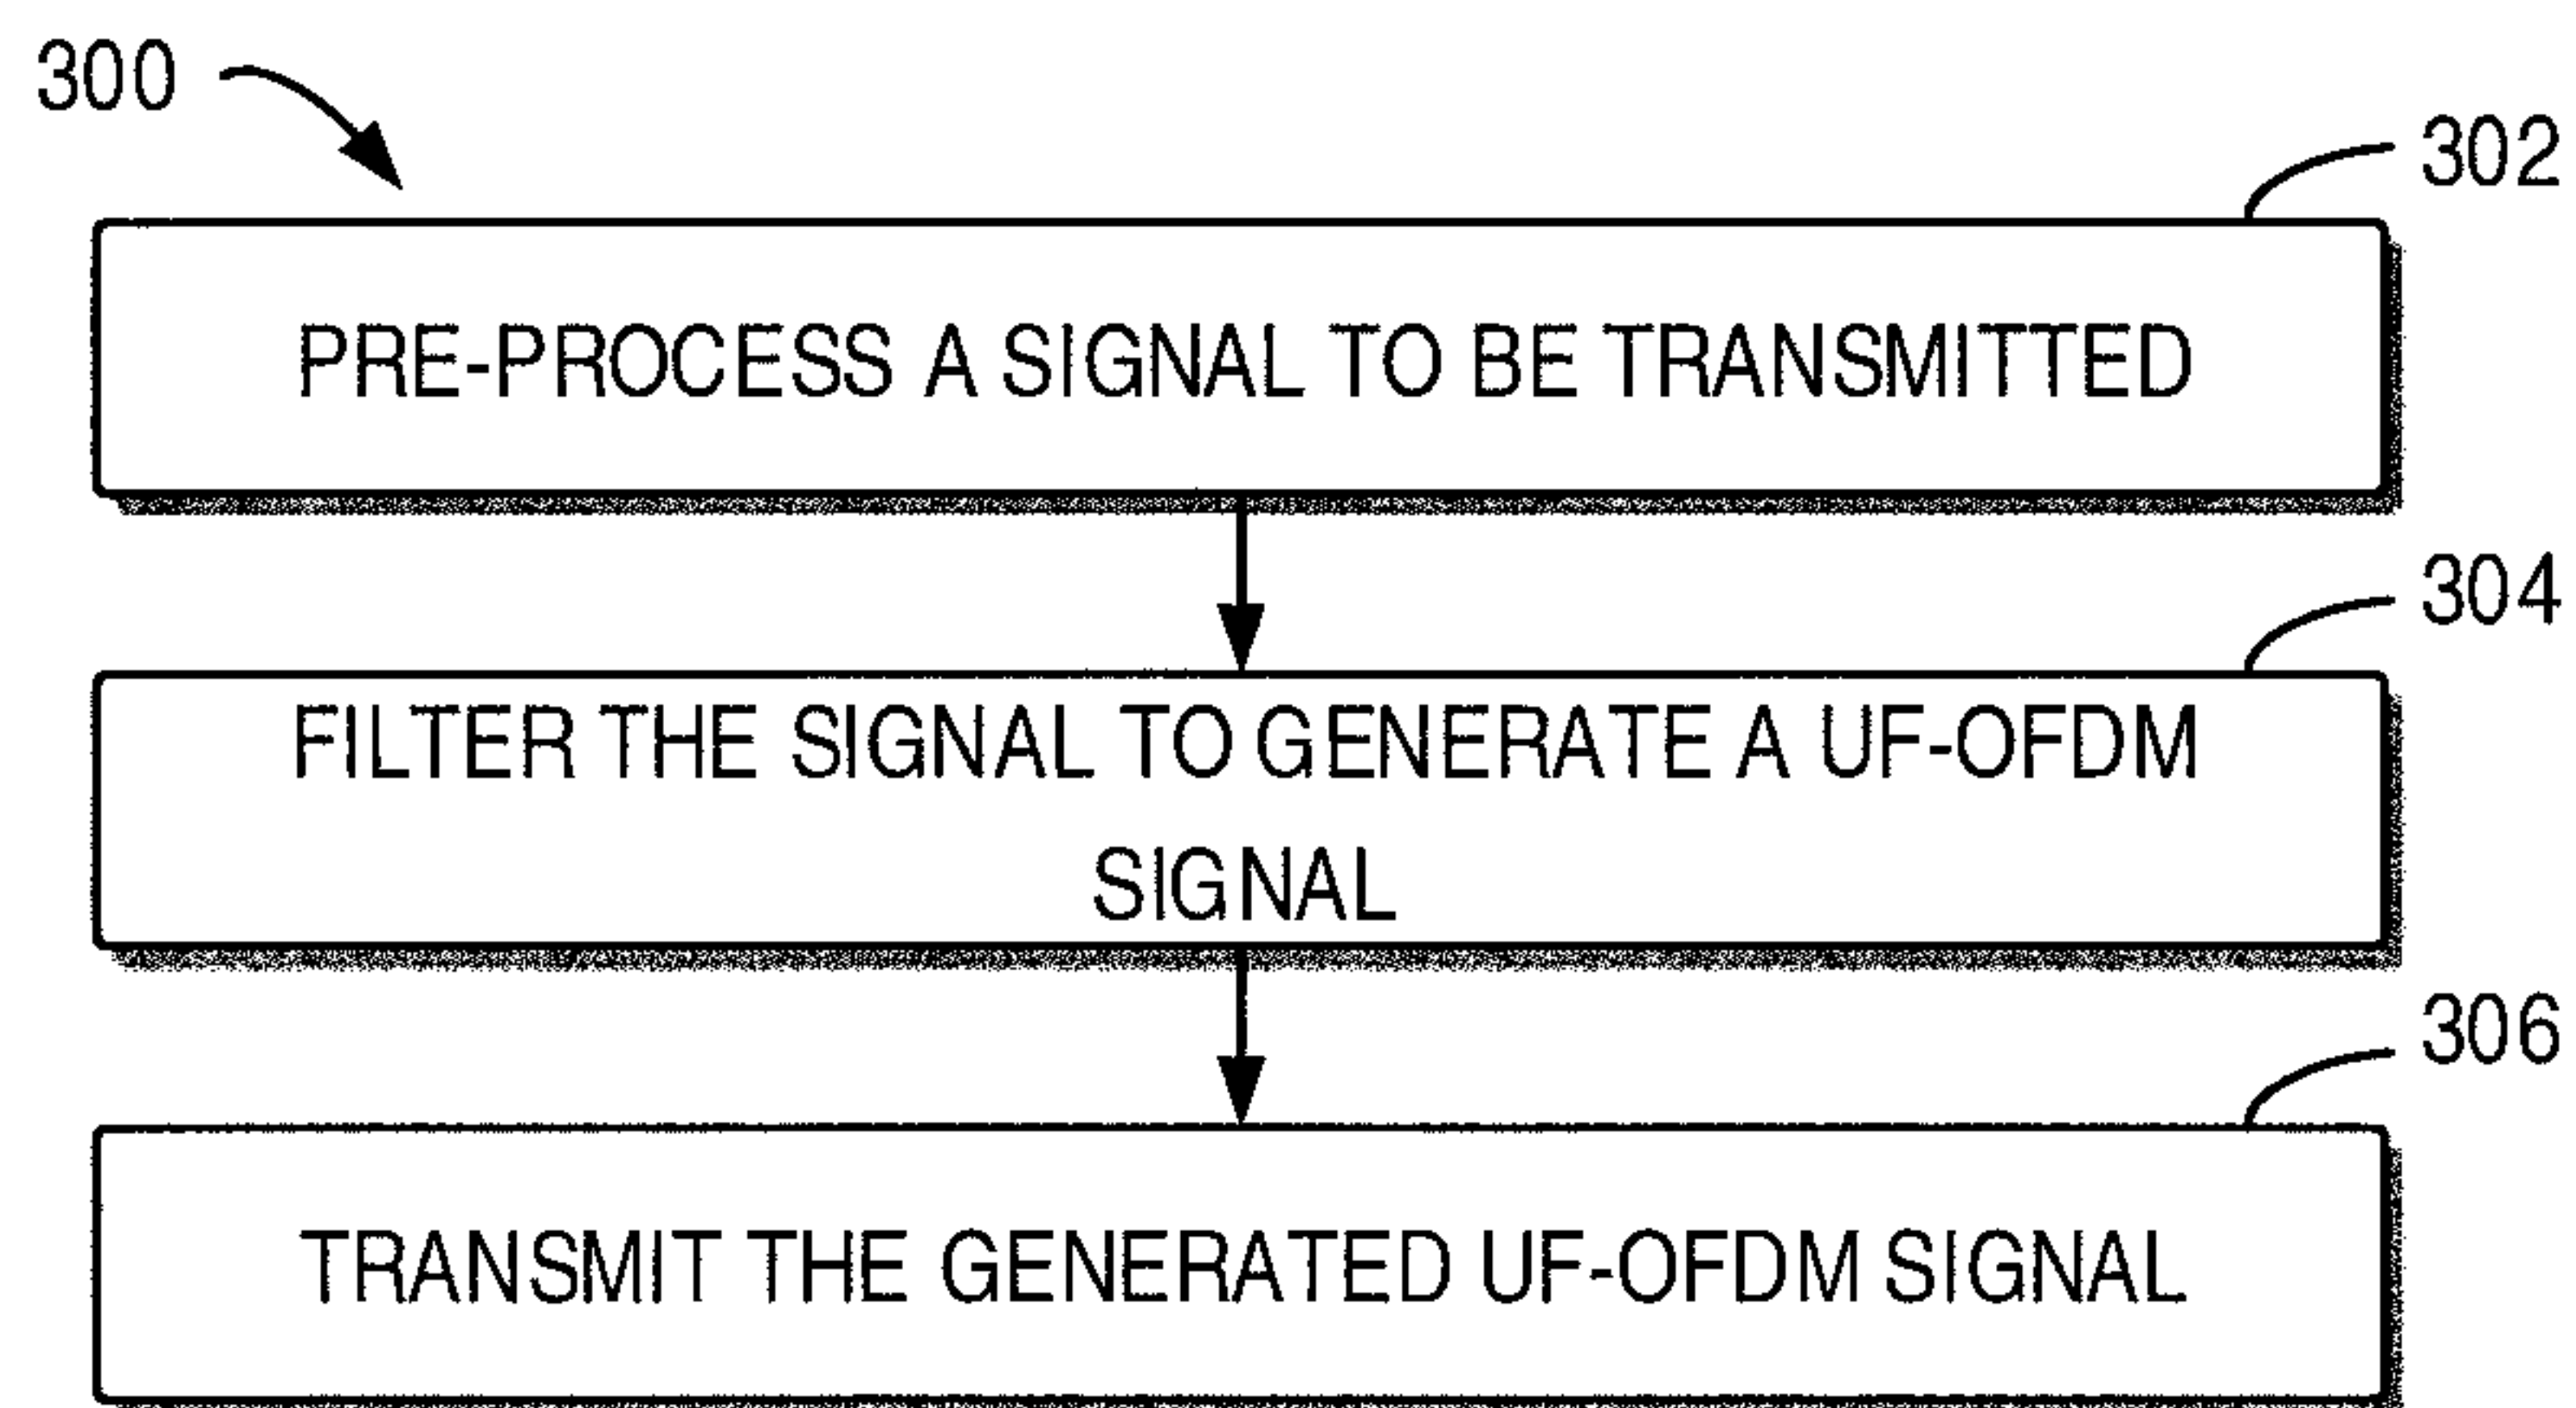 300
302
PRE-PROCESS A SIGNAL TO BE TRANSMITTED
304
FILTER THE SIGNAL TO GENERATE A UF-OFDM
SIGNAL
306
TRANSMIT THE GENERATED UF-OFDM SIGNAL